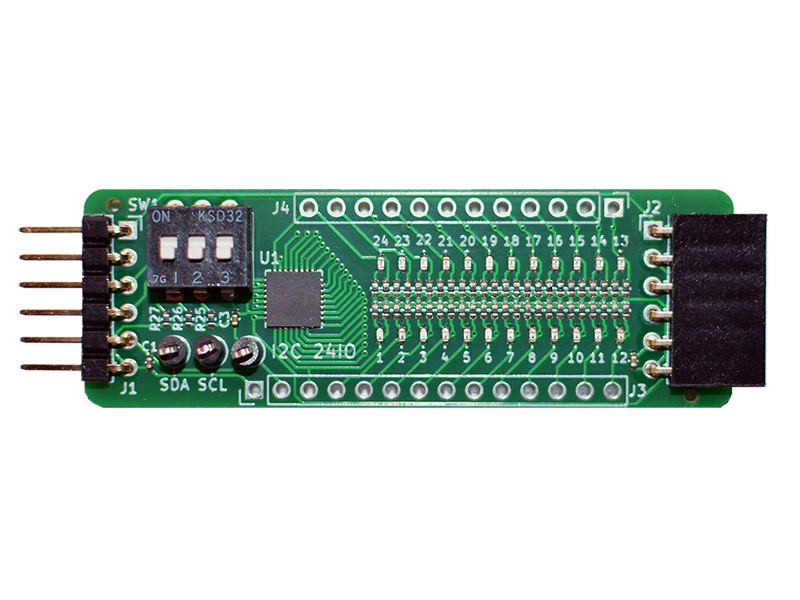 SW1
ON KSD32
7G 1 2 3
J4
J2
24 23 22 21 20 19 18 17 16 15 14 13
U1
R27 R26 R25 C3
C1
I2C 24IO
1 2 3 4 5 6 7 8 9 10 11 12
SDA SCL
J1
J3